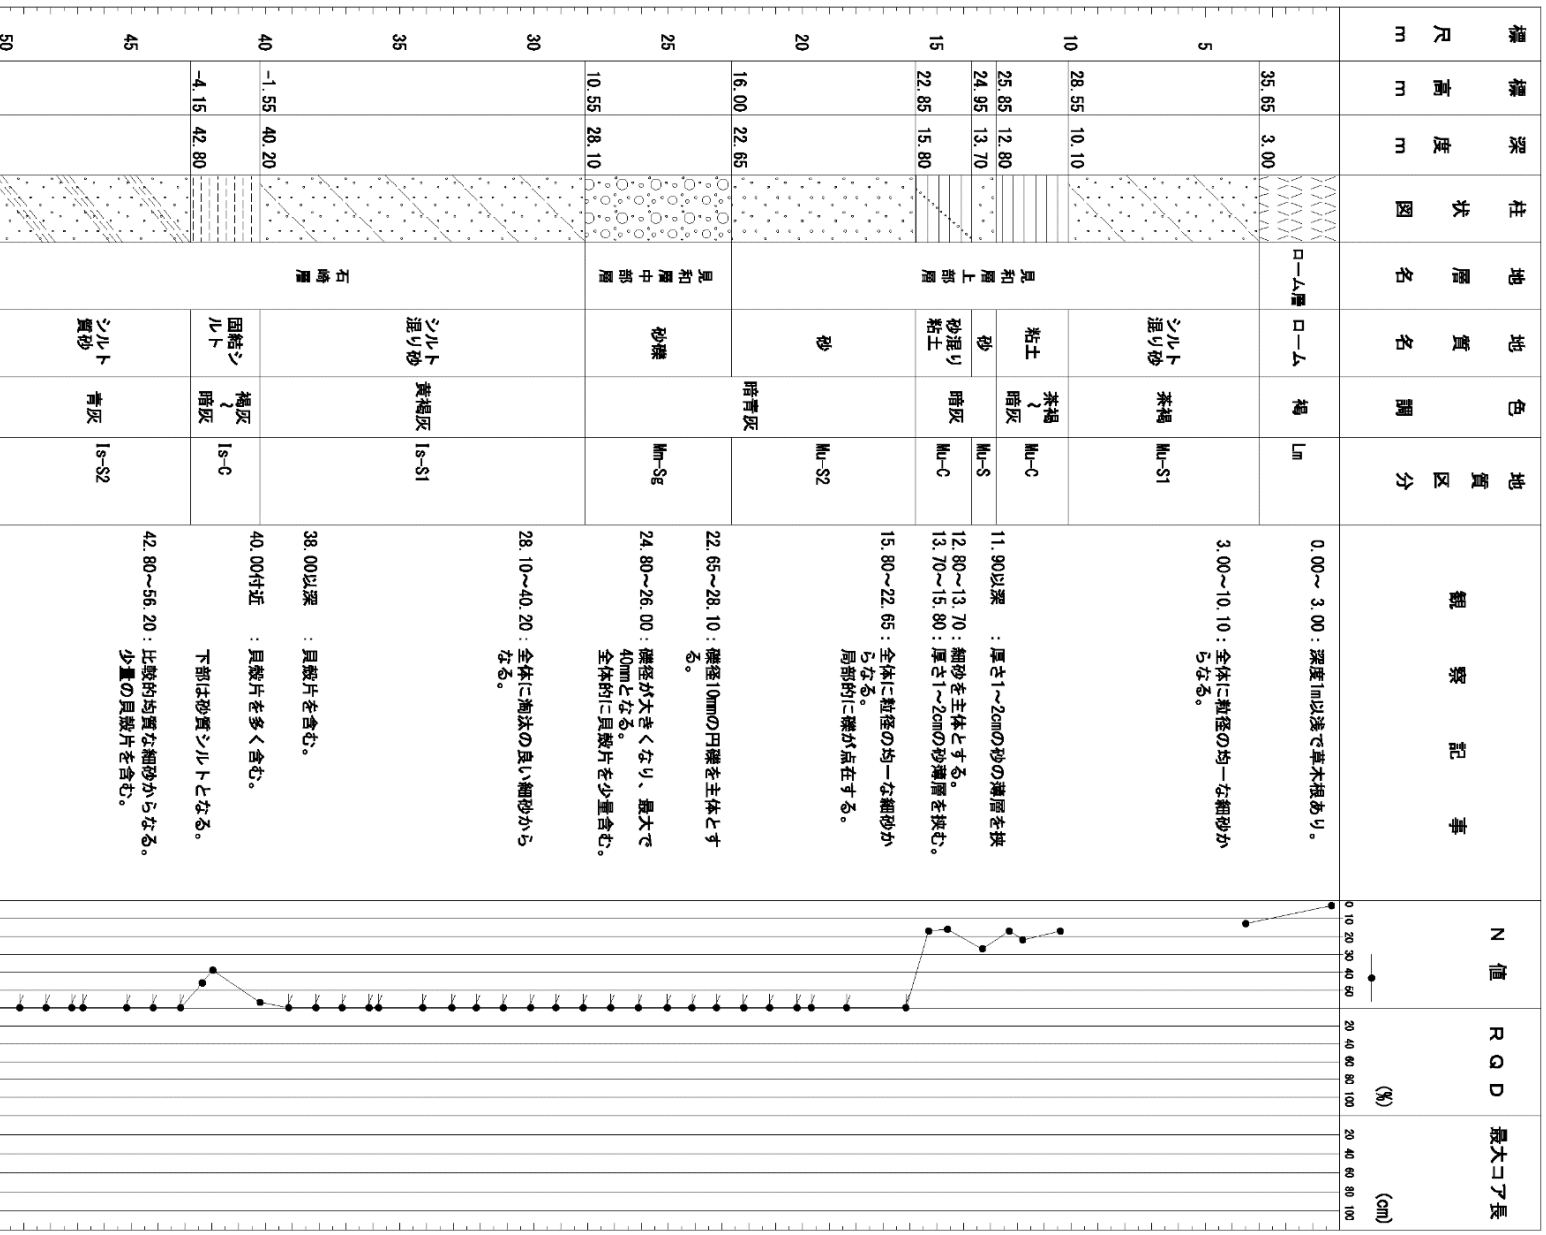 標尺 m
標高 m
深度 m
柱状図
地層名
地質名
色調
地質区分
観察記事
N値
0 10 20 30 40 50
RQD (%)
20 40 60 80 100
最大コア長 (cm)
20 40 60 80 100
5
10
15
20
25
30
35
40
45
50
35.65 3.00
28.55 10.10
25.85 12.80
24.95 13.70
22.85 15.80
16.00 22.65
10.55 28.10
-1.55 40.20
-4.15 42.80
ローム層
見和層上部層
見和層中部層
石崎層
ローム
シルト
混り砂
粘土
砂
砂混り
粘土
砂
砂礫
シルト
混り砂
固結シ
ルト
シルト
質砂
褐
茶褐
茶褐
~
暗灰
暗灰
暗青灰
黄褐灰
褐灰
~
暗灰
青灰
Lm
Mu-S1
Mu-C
Mu-S
Mu-C
Mu-S2
Mm-Sg
Is-S1
Is-C
Is-S2
0.00~ 3.00：深度1m以浅で草木根あり。
3.00~10.10：全体に粒径の均一な細砂か
らなる。
11.90以深 ：厚さ1~2cmの砂の薄層を挟
12.80~13.70：細砂を主体とする。
13.70~15.80：厚さ1~2cmの砂薄層を挟む。
15.80~22.65：全体に粒径の均一な細砂か
らなる。
局部的に礫が点在する。
22.65~28.10：礫径10mmの円礫を主体とす
る。
24.80~26.00：礫径が大きくなり、最大で
40mmとなる。
全体的に貝殻片を少量含む。
28.10~40.20：全体に淘汰の良い細砂から
なる。
38.00以深 ：貝殻片を含む。
40.00付近 ：貝殻片を多く含む。
下部は砂質シルトとなる。
42.80~56.20：比較的均質な細砂からなる。
少量の貝殻片を含む。